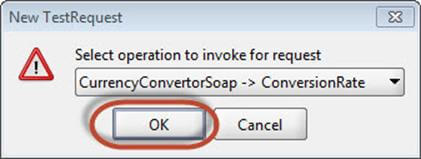 New TestRequest
Select operation to invoke for request
CurrencyConvertorSoap -> ConversionRate
OK Cancel